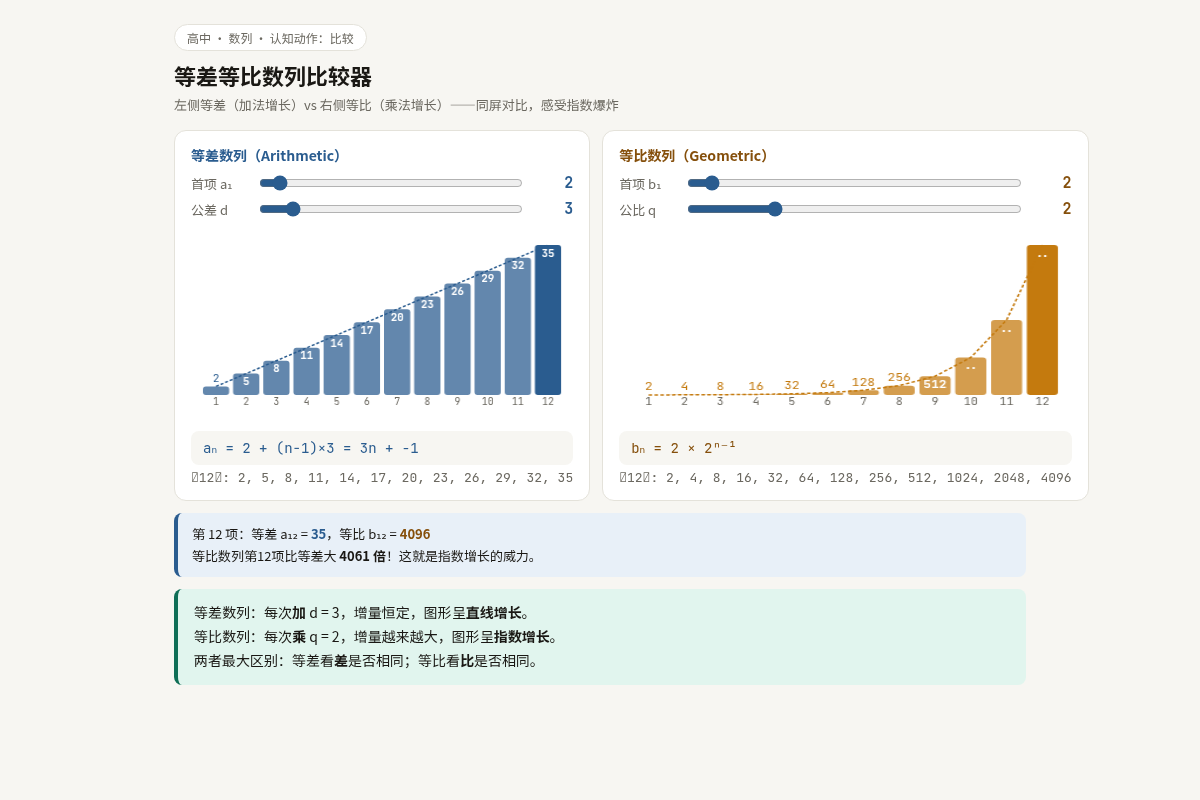 高中 · 数列 · 认知动作：比较
等差等比数列比较器
左侧等差（加法增长）vs 右侧等比（乘法增长）——同屏对比，感受指数爆炸
等差数列（Arithmetic）
首项 a₁ 2
公差 d 3
2 5 8 11 14 17 20 23 26 29 32 35
1 2 3 4 5 6 7 8 9 10 11 12
aₙ = 2 + (n-1)×3 = 3n + -1
12: 2, 5, 8, 11, 14, 17, 20, 23, 26, 29, 32, 35
等比数列（Geometric）
首项 b₁ 2
公比 q 2
2 4 8 16 32 64 128 256 512 -- -- --
1 2 3 4 5 6 7 8 9 10 11 12
bₙ = 2 × 2ⁿ⁻¹
12: 2, 4, 8, 16, 32, 64, 128, 256, 512, 1024, 2048, 4096
第 12 项：等差 a₁₂ = 35，等比 b₁₂ = 4096
等比数列第12项比等差大 4061 倍！这就是指数增长的威力。
等差数列：每次加 d = 3，增量恒定，图形呈直线增长。
等比数列：每次乘 q = 2，增量越来越大，图形呈指数增长。
两者最大区别：等差看差是否相同；等比看比是否相同。